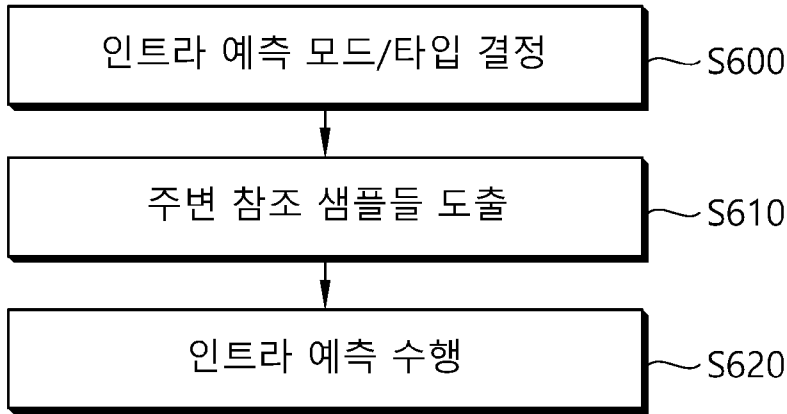 인트라 예측 모드/타입 결정
S600
주변 참조 샘플들 도출
S610
인트라 예측 수행
S620